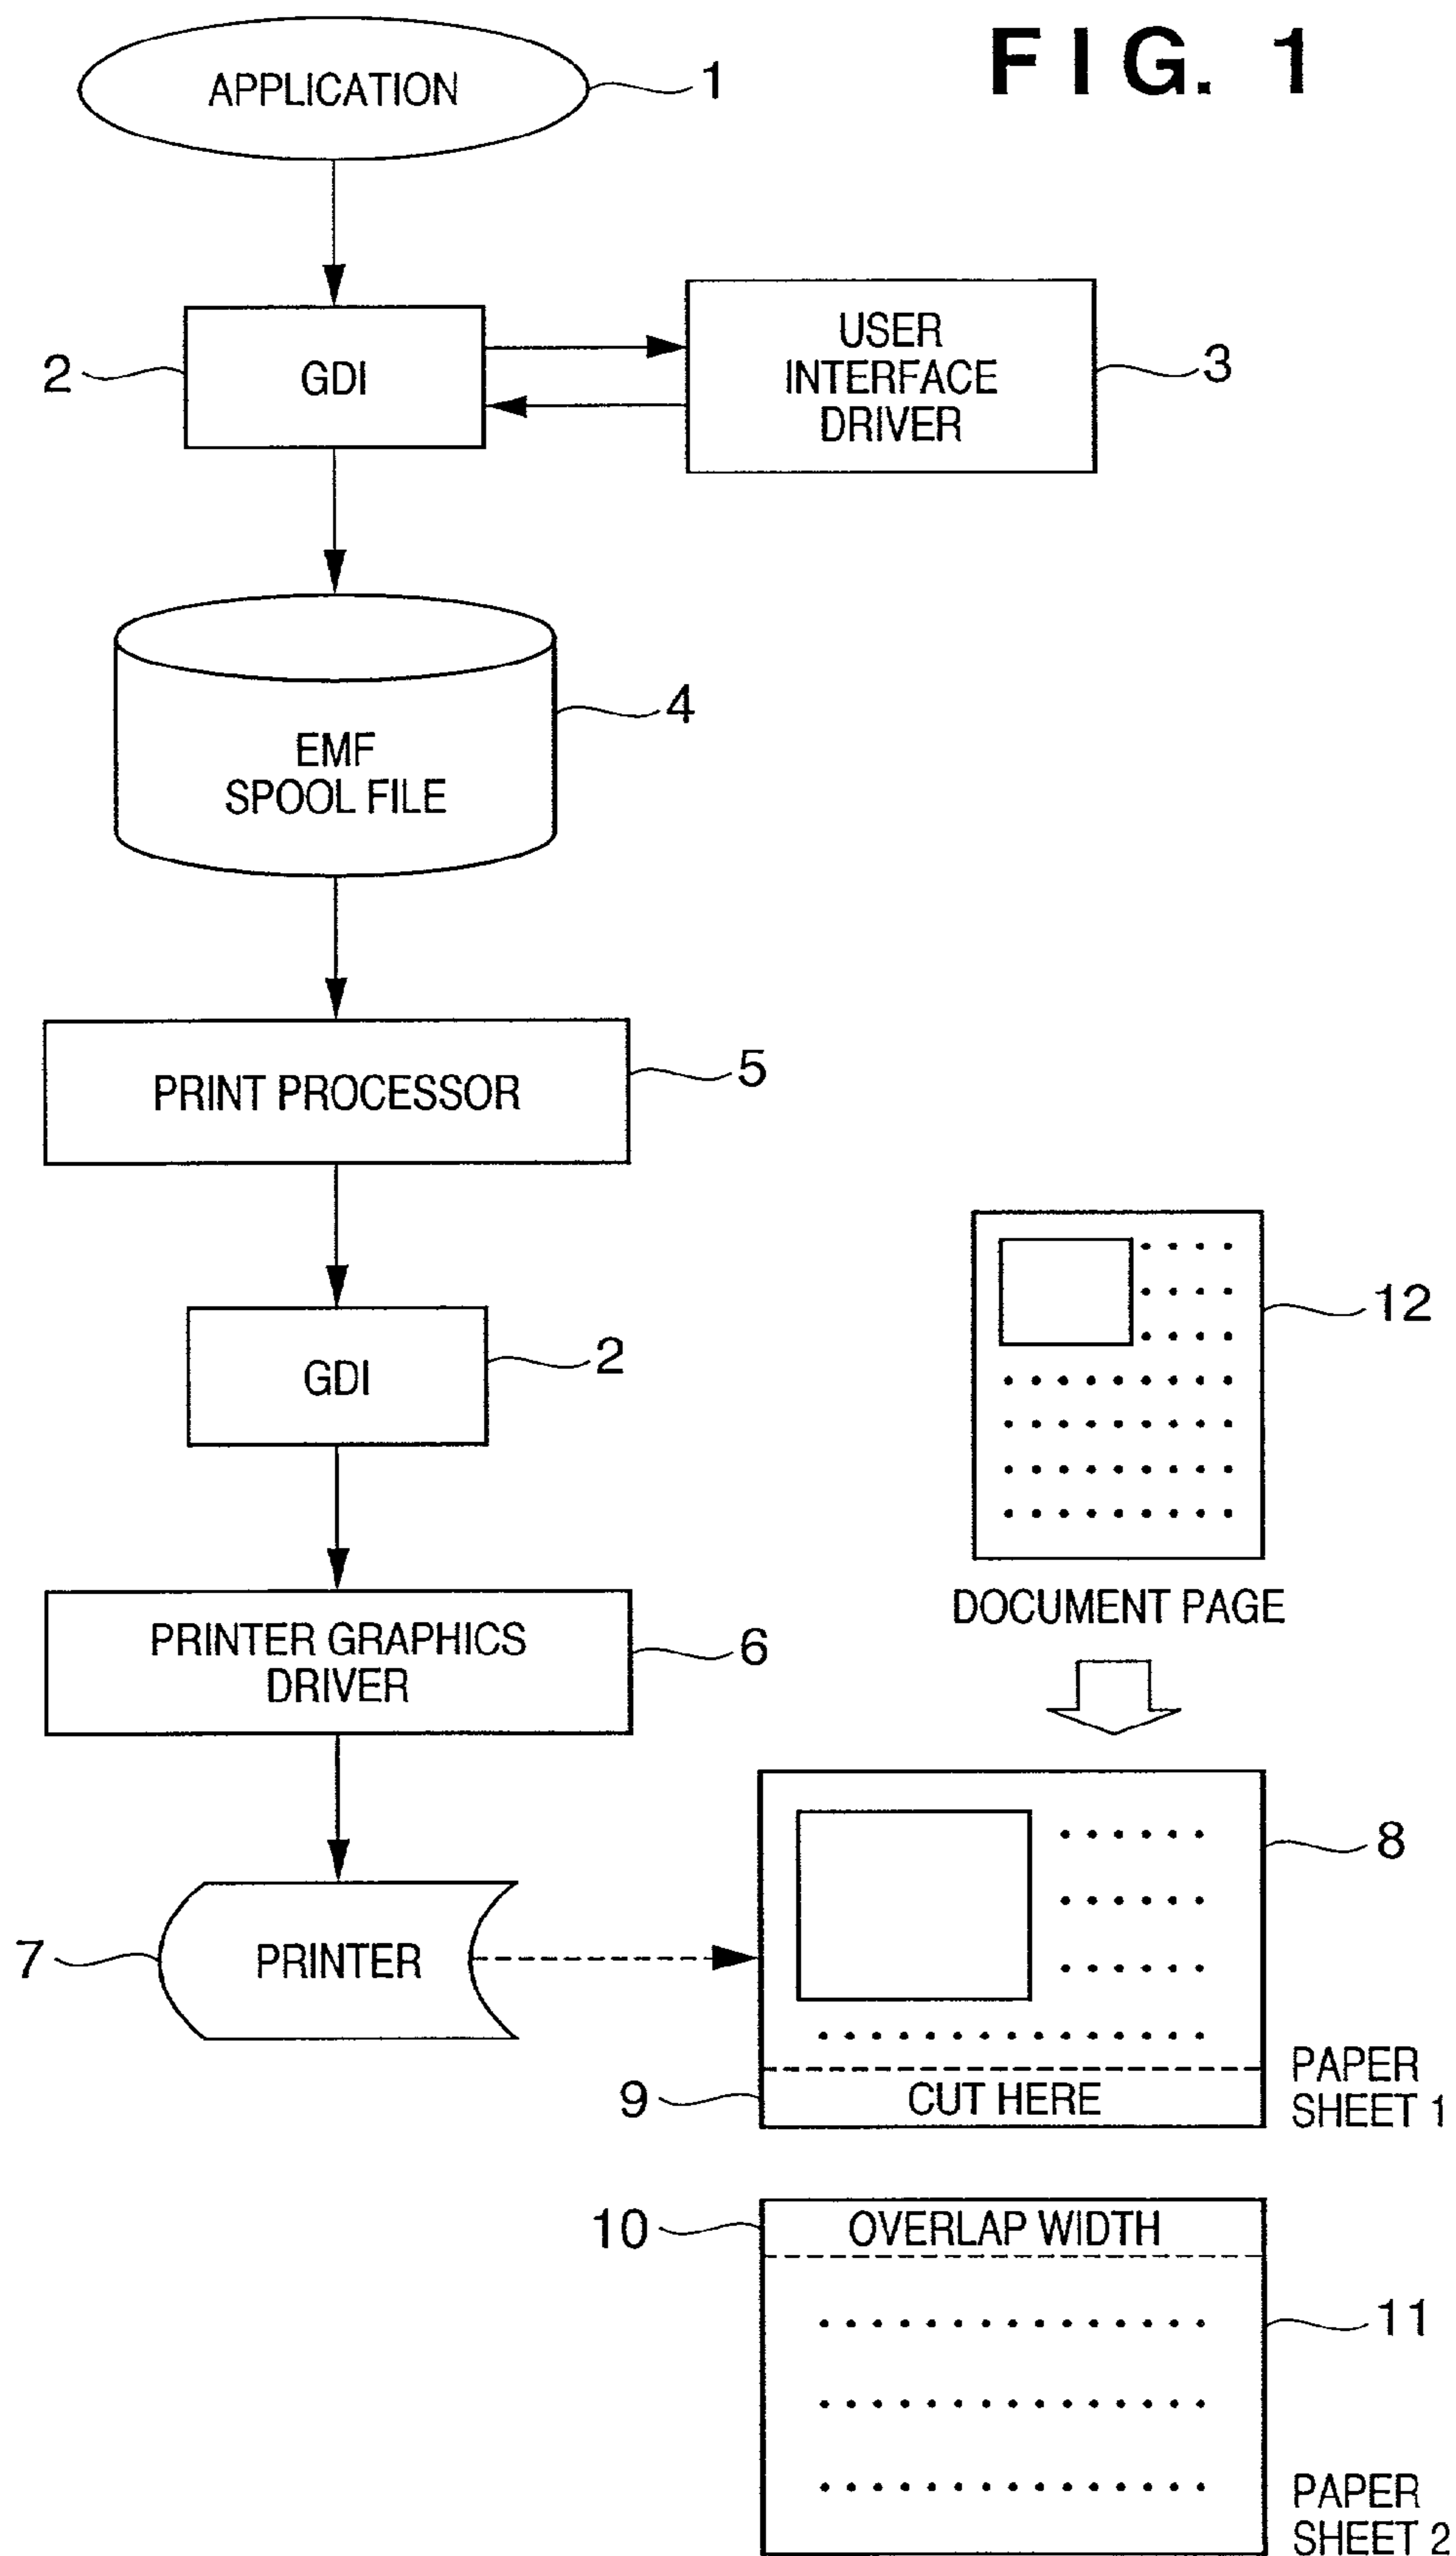 FIG. 1
APPLICATION
1
2
GDI
USER
INTERFACE
DRIVER
3
EMF
SPOOL FILE
4
PRINT PROCESSOR
5
GDI
2
12
DOCUMENT PAGE
PRINTER GRAPHICS
DRIVER
6
8
7
PRINTER
9
CUT HERE
PAPER
SHEET 1
10
OVERLAP WIDTH
11
PAPER
SHEET 2